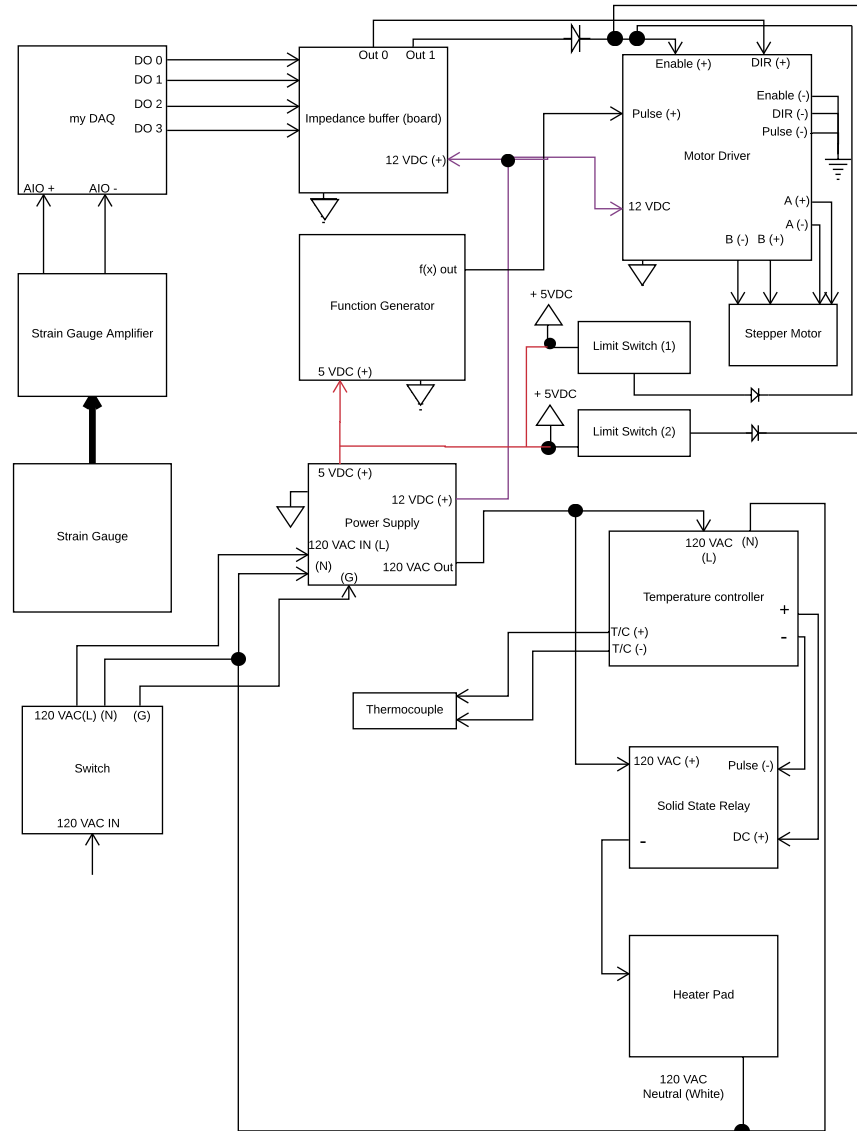 Out 0
Out 1
Enable (+)
DIR (+)
DO 0
DO 1
DO 2
DO 3
my DAQ
AIO +
AIO -
Impedance buffer (board)
12 VDC (+)
Pulse (+)
Motor Driver
Enable (-)
DIR (-)
Pulse (-)
12 VDC
A (+)
A (-)
B (-)
B (+)
f(x) out
Function Generator
5 VDC (+)
Strain Gauge Amplifier
+ 5VDC
Limit Switch (1)
Stepper Motor
+ 5VDC
Limit Switch (2)
Strain Gauge
5 VDC (+)
12 VDC (+)
Power Supply
120 VAC IN (L)
(N)
(G)
120 VAC Out
120 VAC
(L)
(N)
Temperature controller
+
-
T/C (+)
T/C (-)
Thermocouple
120 VAC(L)
(N)
(G)
Switch
120 VAC IN
120 VAC (+)
Pulse (-)
Solid State Relay
DC (+)
-
Heater Pad
120 VAC
Neutral (White)